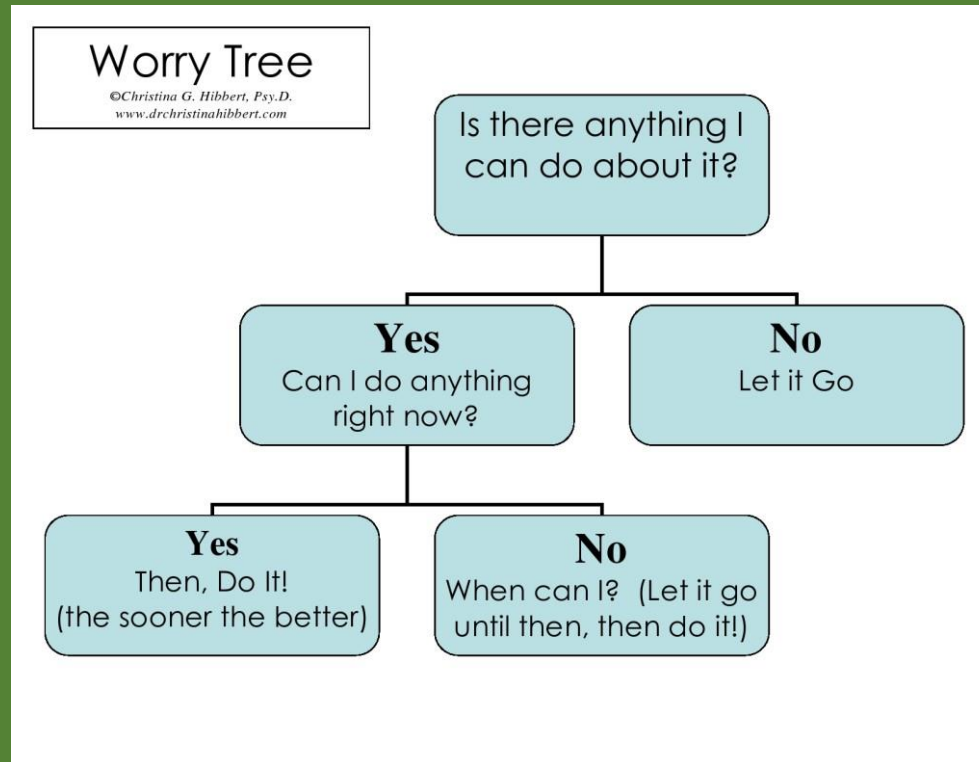 Worry Tree
©Christina G. Hibbert, Psy.D.
www.drchristinahibbert.com
Is there anything I
can do about it?
Yes
Can I do anything
right now?
No
Let it Go
Yes
Then, Do It!
(the sooner the better)
No
When can I?  (Let it go
until then, then do it!)